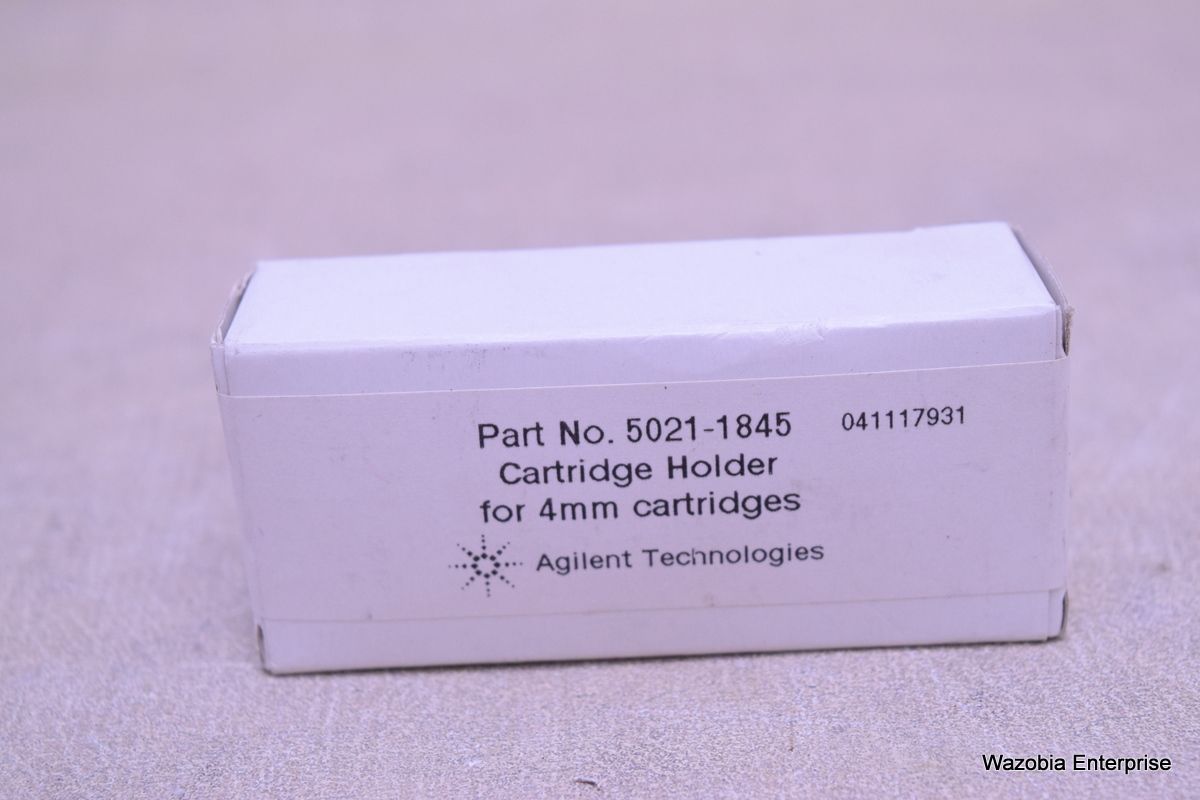 Part No. 5021-1845 041117931
Cartridge Holder
for 4mm cartridges
Agilent Technologies
Wazobia Enterprise